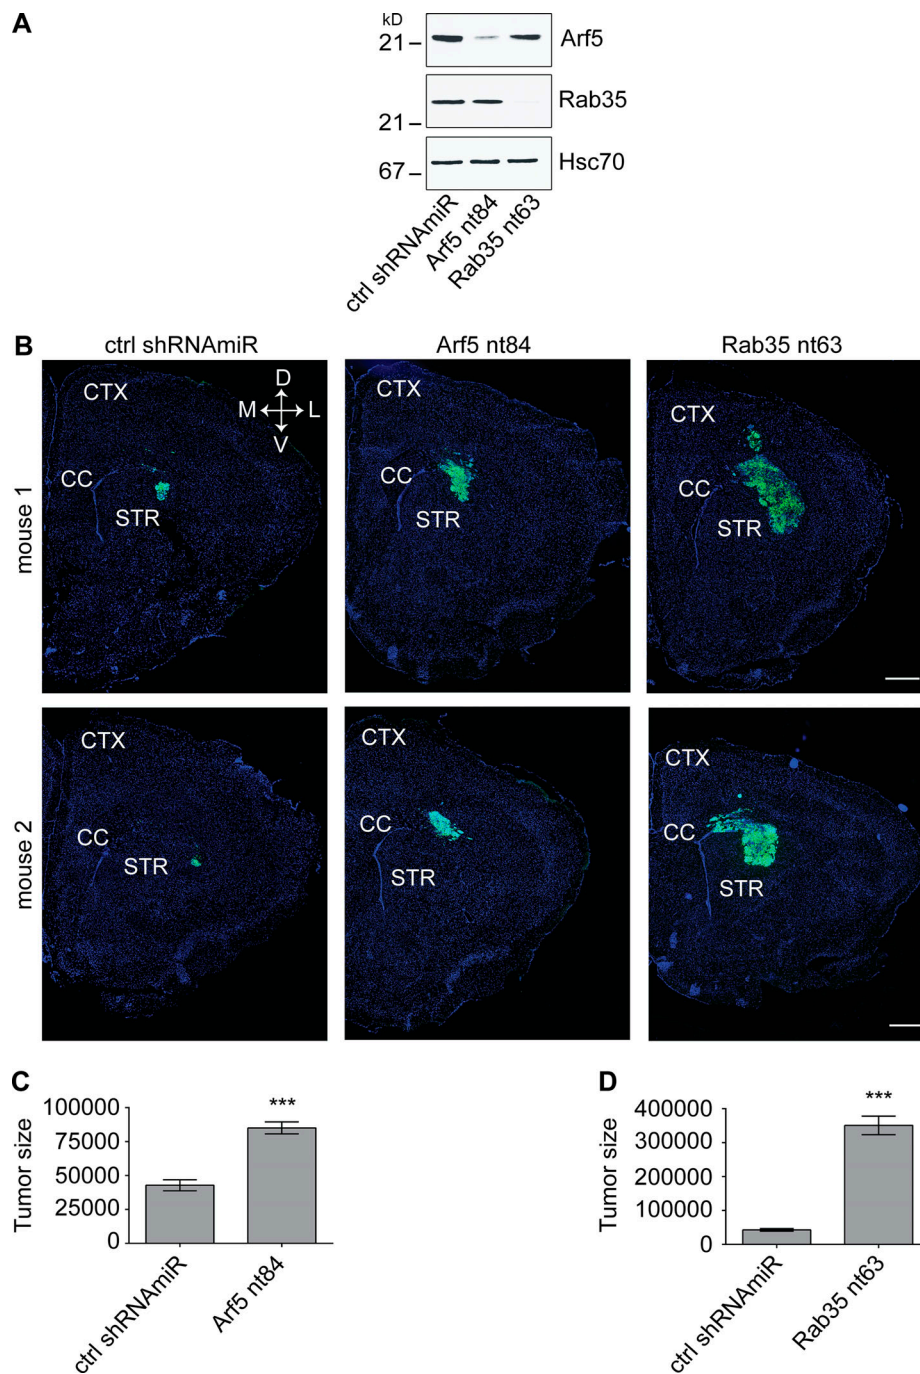 A
kD
21
Arf5
21
Rab35
67
Hsc70
ctrl shRNAmiR
Arf5 nt84
Rab35 nt63
B
ctrl shRNAmiR Arf5 nt84 Rab35 nt63
mouse 1
CTX
D
M L
V
CC
STR
CTX
CC
STR
CTX
CC
STR
mouse 2
CTX
CC
STR
CTX
CC
STR
CTX
CC
STR
C
Tumor size
100000
75000
50000
25000
0
***
ctrl shRNAmiR
Arf5 nt84
D
Tumor size
400000
300000
200000
100000
0
***
ctrl shRNAmiR
Rab35 nt63